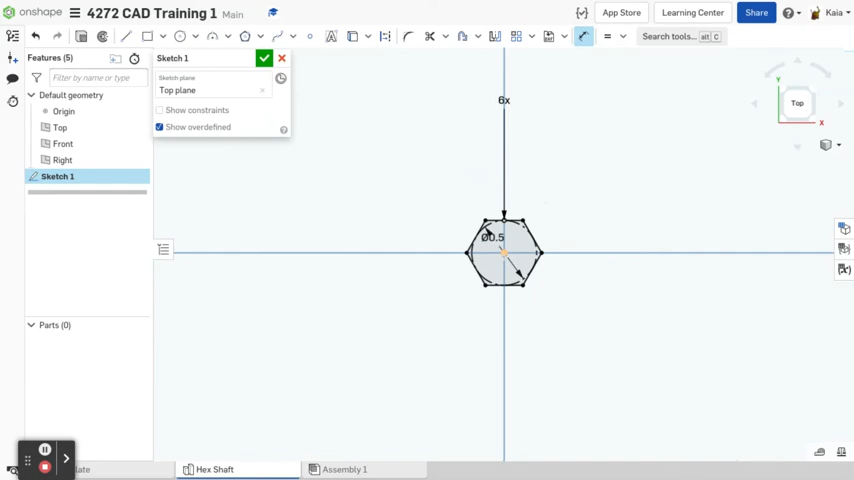 onshape 4272 CAD Training 1 Main App Store Learning Center Share Kaia
Search tools... alt C
Features (5)
Filter by name or type
Default geometry
Origin
Top
Front
Right
Sketch 1
Parts (0)
Sketch 1
Sketch plane
Top plane
Show constraints
Show overdefined
6x
Ø0.5
Y
Top
X
late Hex Shaft Assembly 1